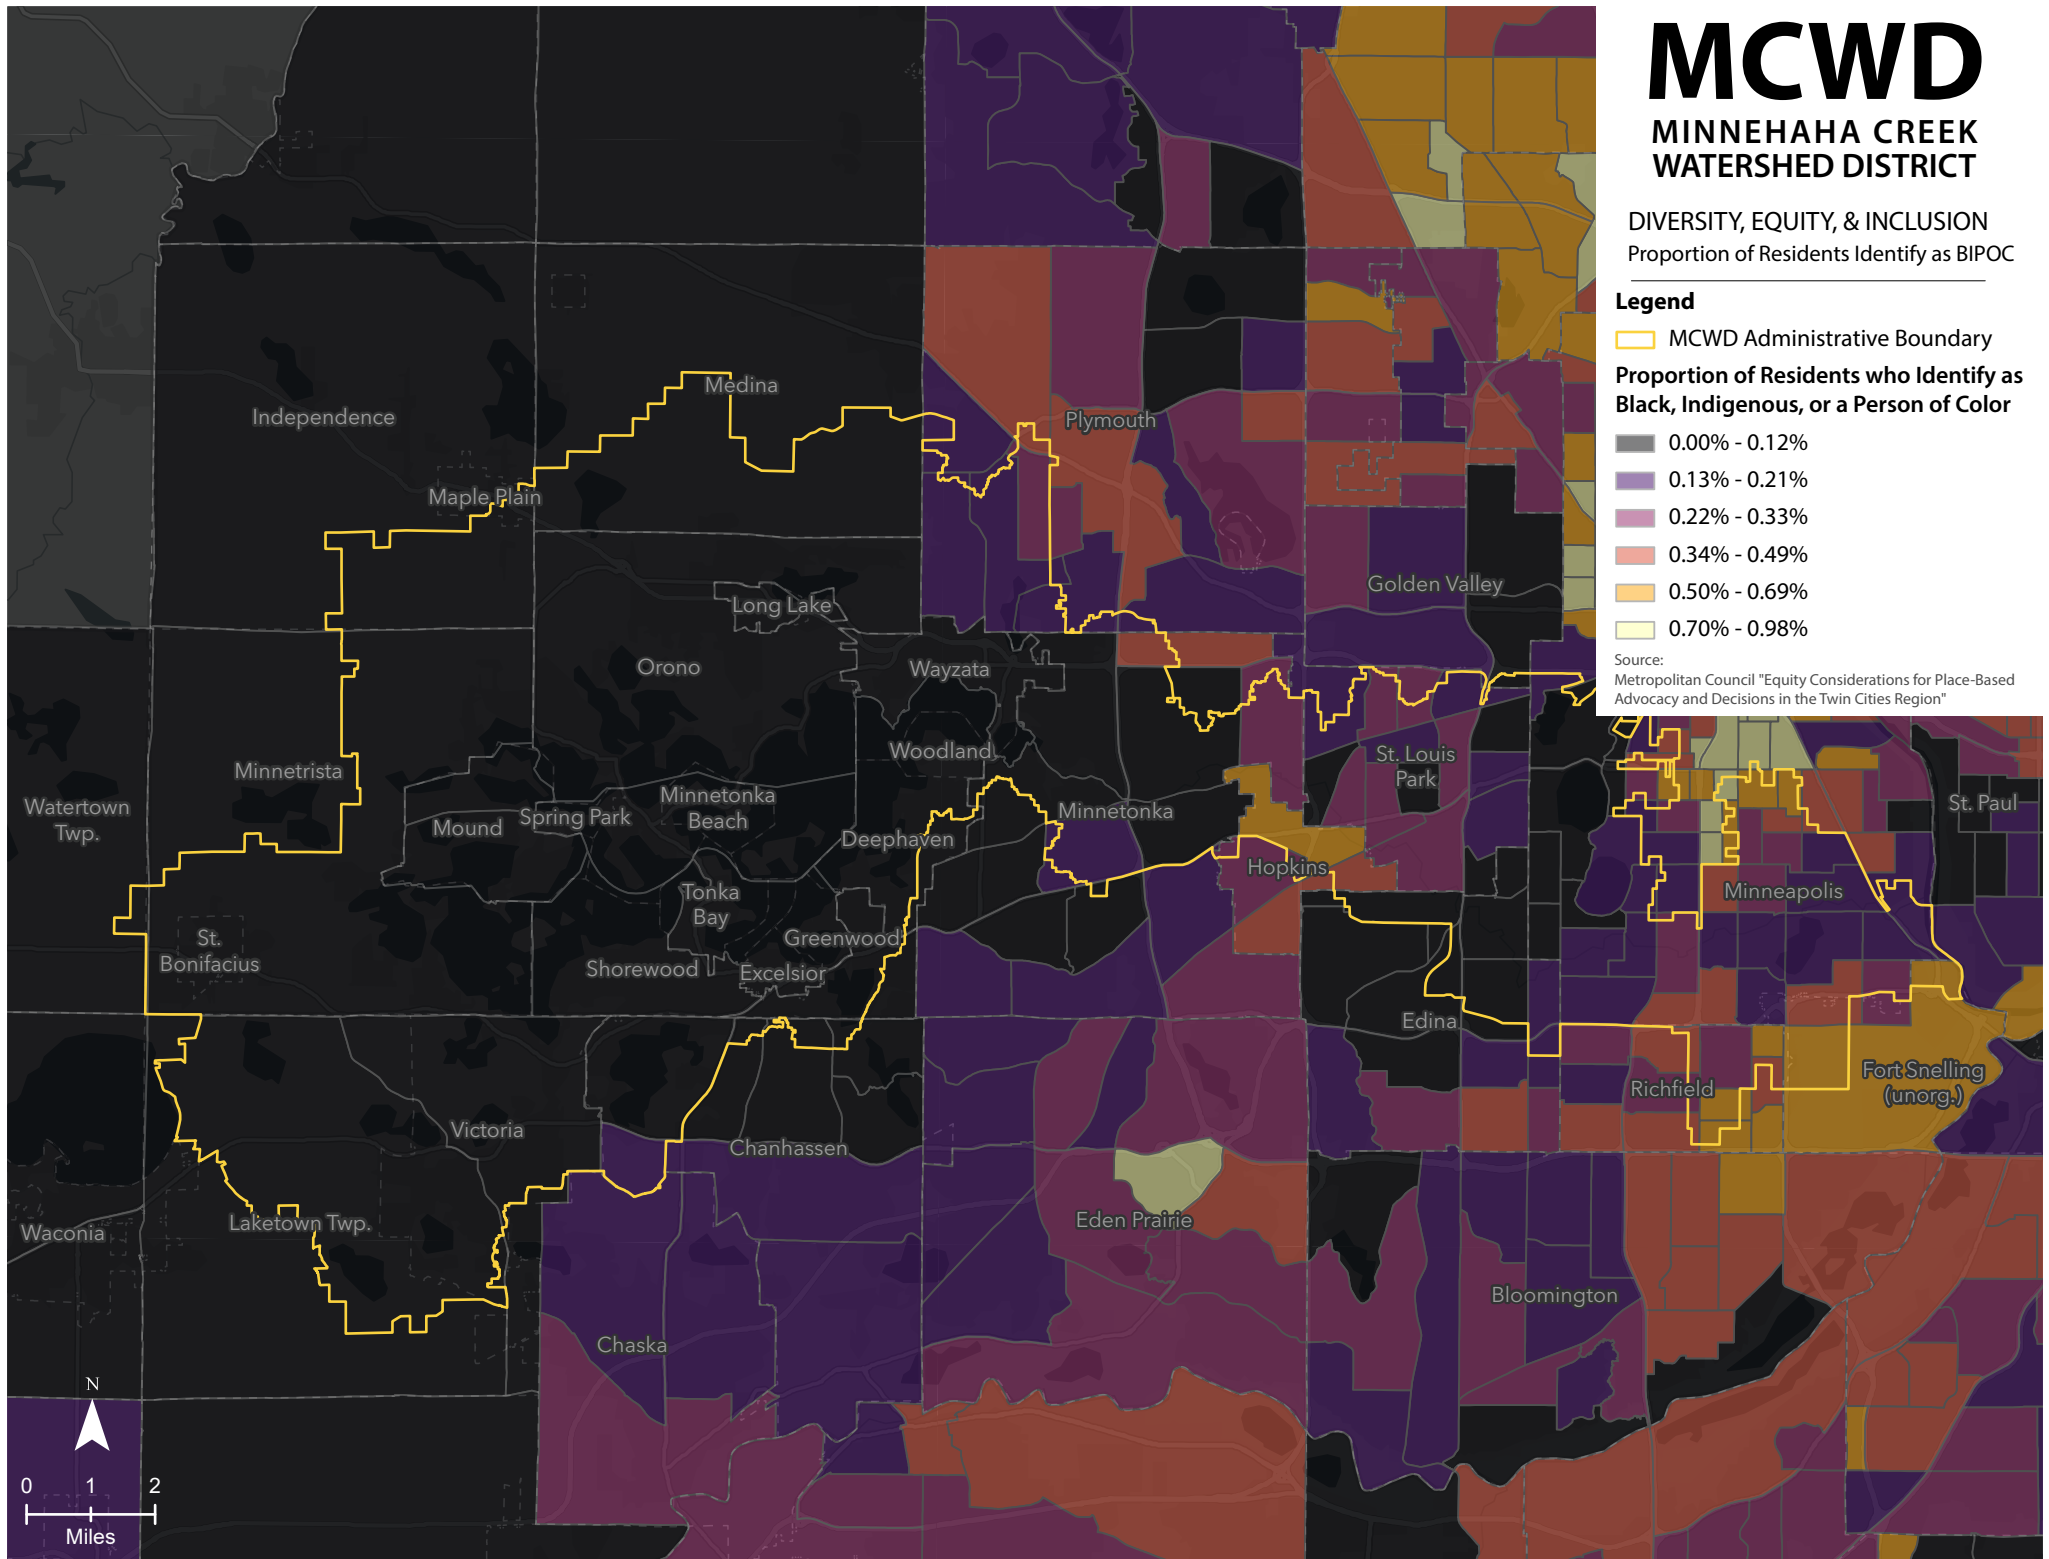 MCWD
MINNEHAHA CREEK
WATERSHED DISTRICT
DIVERSITY, EQUITY, & INCLUSION
Proportion of Residents Identify as BIPOC
Legend
MCWD Administrative Boundary
Proportion of Residents who Identify as
Black, Indigenous, or a Person of Color
0.00% - 0.12%
0.13% - 0.21%
0.22% - 0.33%
0.34% - 0.49%
0.50% - 0.69%
0.70% - 0.98%
Source:
Metropolitan Council "Equity Considerations for Place-Based
Advocacy and Decisions in the Twin Cities Region"
Medina
Independence
Plymouth
Maple Plain
Golden Valley
Long Lake
Orono
Wayzata
Woodland
St. Louis
Park
Minnetrista
Watertown
Twp.
Minnetonka
Beach
Spring Park
Mound
Minnetonka
Deephaven
St. Paul
Hopkins
Minneapolis
Tonka
Bay
Greenwood
St.
Bonifacius
Shorewood
Excelsior
Edina
Fort Snelling
(unorg.)
Richfield
Victoria
Chanhassen
Waconia
Laketown Twp.
Eden Prairie
Bloomington
Chaska
N
0 1 2
Miles